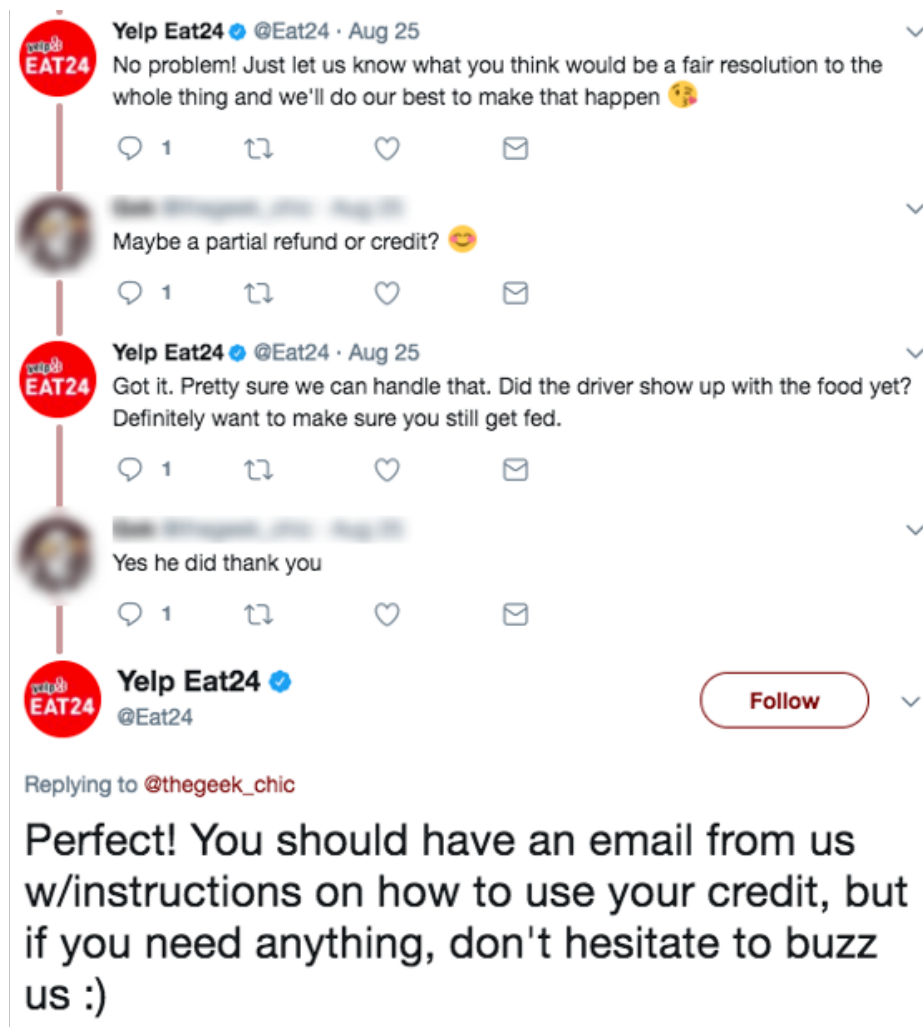 Yelp Eat24 @Eat24 · Aug 25
No problem! Just let us know what you think would be a fair resolution to the
whole thing and we'll do our best to make that happen 😘
1
Maybe a partial refund or credit? 😊
1
Yelp Eat24 @Eat24 · Aug 25
Got it. Pretty sure we can handle that. Did the driver show up with the food yet?
Definitely want to make sure you still get fed.
1
Yes he did thank you
1
yelp
EAT24
Yelp Eat24
@Eat24
Follow
Replying to @thegeek_chic
Perfect! You should have an email from us
w/instructions on how to use your credit, but
if you need anything, don't hesitate to buzz
us :)